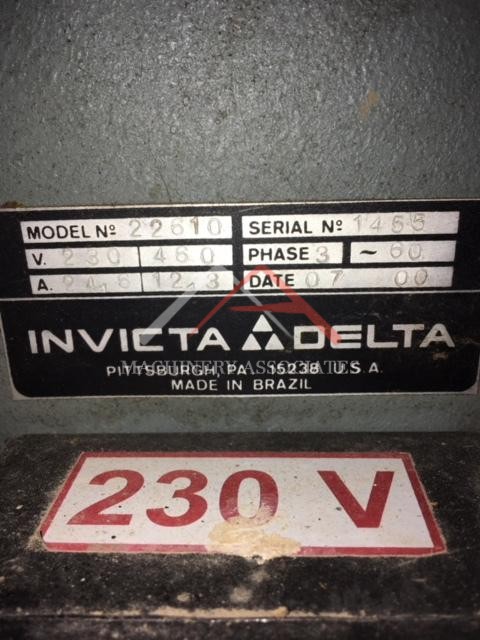 MODEL Nº 22610 SERIAL Nº 1455
V. 230 460 PHASE 3 ~ 60
A. 24,6 12,3 DATE 07 00
INVICTA DELTA
MACHINERY ASSOCIATES
PITTSBURGH, PA 15238 U.S.A.
MADE IN BRAZIL
230 V